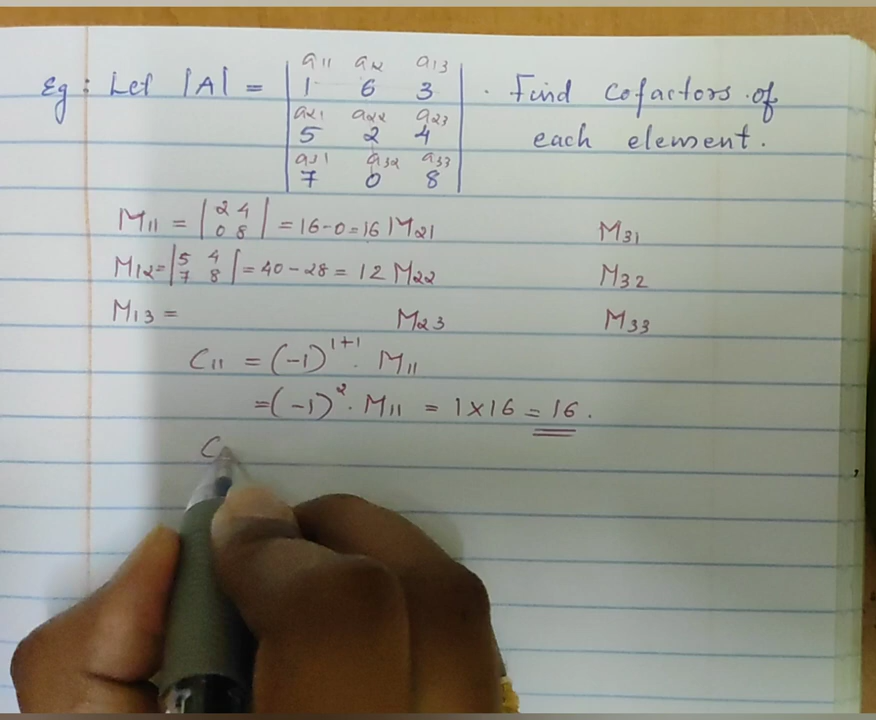 a11 a12 a13
Eg : Let |A| = | 1 6 3 | . Find cofactors of
a21 a22 a23
5 2 4 each element.
a31 a32 a33
7 0 8
M11 = | 2 4 0 8 | = 16-0=16 M21 M31
M12= | 5 4 7 8 | = 40-28 = 12 M22 M32
M13 = M23 M33
C11 = (-1)^1+1 . M11
=(-1)^2 . M11 = 1x16 = 16.
C